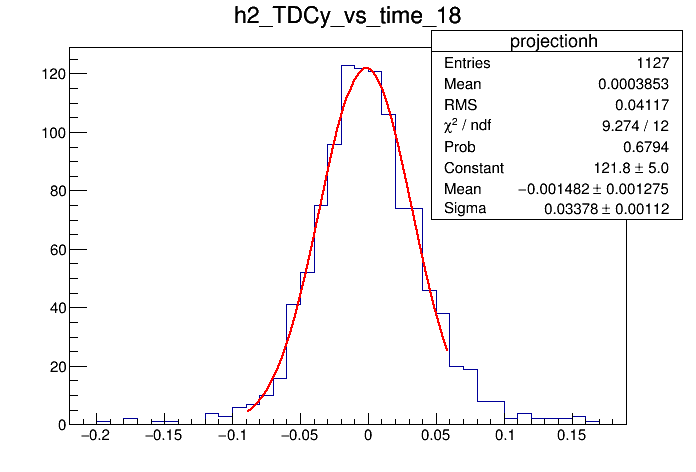 h2_TDCy_vs_time_18
projectionh
Entries 1127
Mean 0.0003853
RMS 0.04117
χ² / ndf 9.274 / 12
Prob 0.6794
Constant 121.8 ± 5.0
Mean −0.001482 ± 0.001275
Sigma 0.03378 ± 0.00112
120
100
80
60
40
20
0
−0.2 −0.15 −0.1 −0.05 0 0.05 0.1 0.15